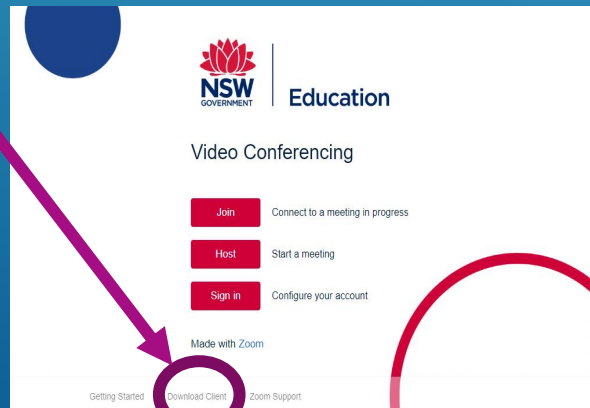 NSW
GOVERNMENT
Education
Video Conferencing
Join Connect to a meeting in progress
Host Start a meeting
Sign in Configure your account
Made with Zoom
Getting Started Download Client Zoom Support